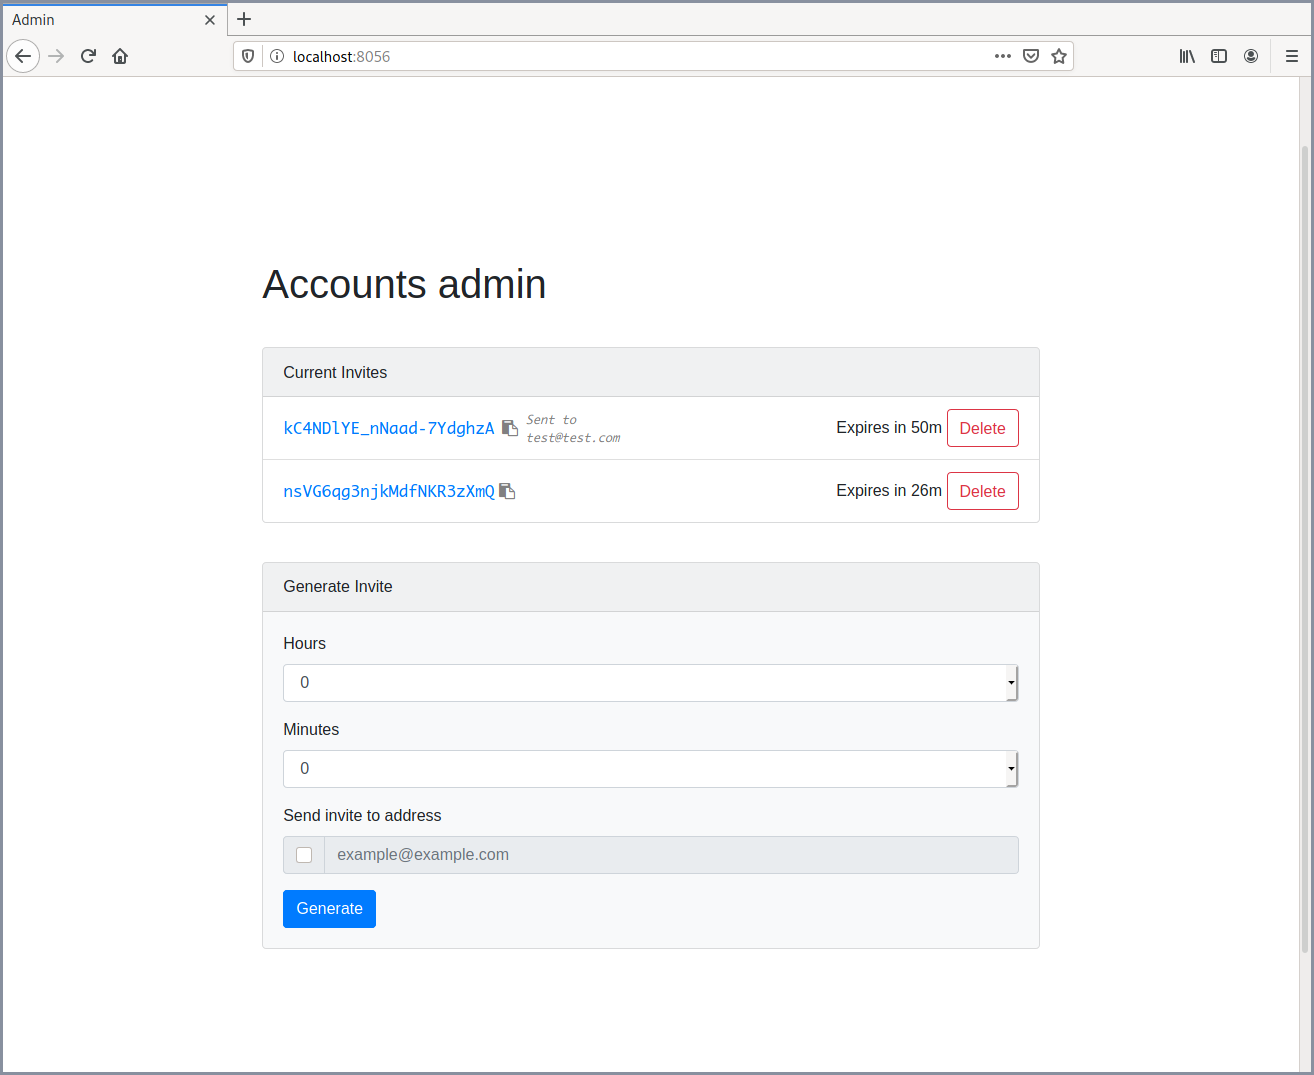 Admin
localhost:8056
Accounts admin
Current Invites
kC4NDlYE_nNaad-7YdghzA
Sent to
test@test.com
Expires in 50m
Delete
nsVG6qg3njkMdfNKR3zXmQ
Expires in 26m
Delete
Generate Invite
Hours
0
Minutes
0
Send invite to address
example@example.com
Generate